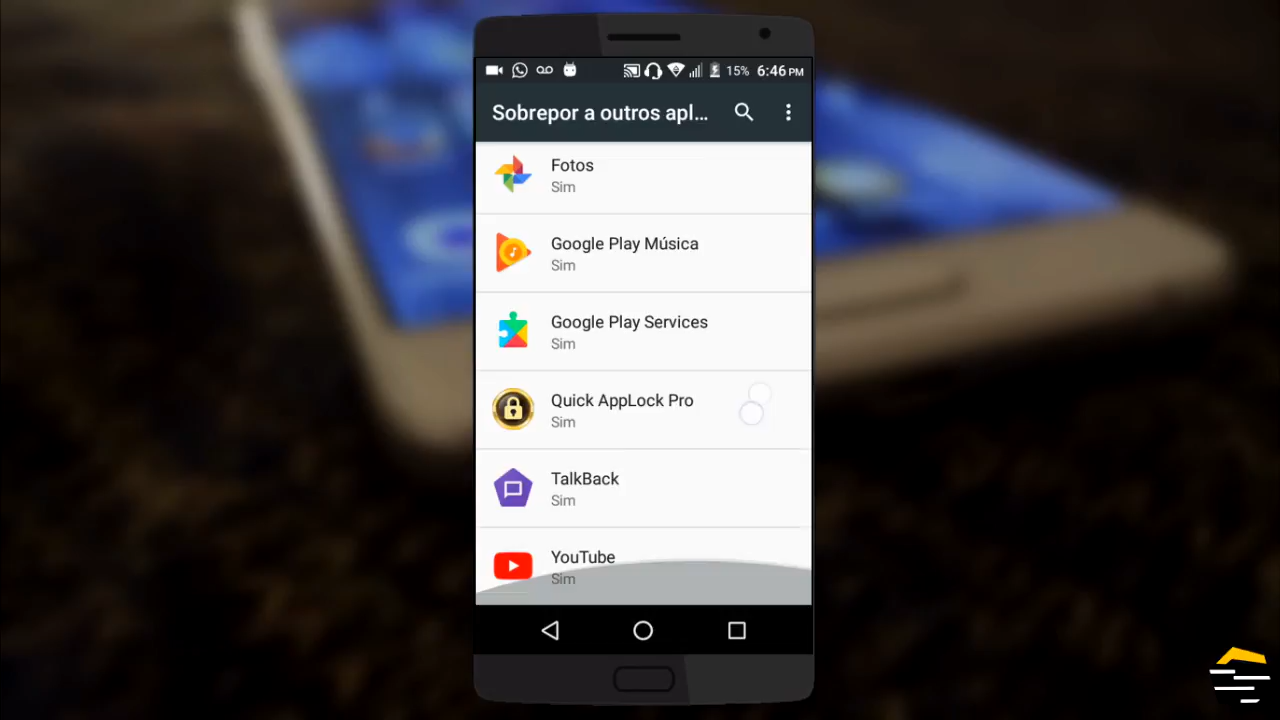 15% 6:46 PM
Sobrepor a outros apl...
Fotos
Sim
Google Play Música
Sim
Google Play Services
Sim
Quick AppLock Pro
Sim
TalkBack
Sim
YouTube
Sim